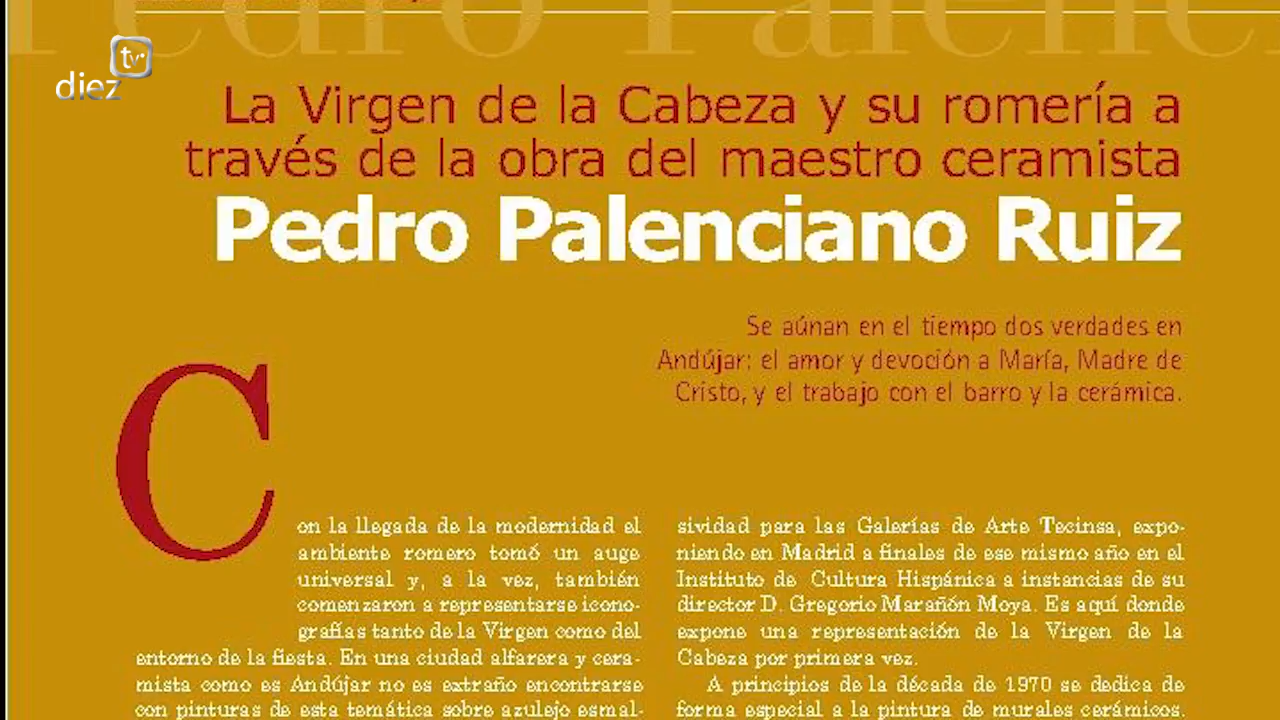 Pedro Palenci
diez tv
La Virgen de la Cabeza y su romería a
través de la obra del maestro ceramista
Pedro Palenciano Ruiz
Se aúnan en el tiempo dos verdades en
Andújar: el amor y devoción a María, Madre de
Cristo, y el trabajo con el barro y la cerámica.
Con la llegada de la modernidad el
ambiente romero tomó un auge
universal y, a la vez, también
comenzaron a representarse icono-
grafías tanto de la Virgen como del
entorno de la fiesta. En una ciudad alfarera y cera-
mista como es Andújar no es extraño encontrarse
con pinturas de esta temática sobre azulejo esmal-
sividad para las Galerías de Arte Tecinsa, expo-
niendo en Madrid a finales de ese mismo año en el
Instituto de Cultura Hispánica a instancias de su
director D. Gregorio Marañón Moya. Es aquí donde
expone una representación de la Virgen de la
Cabeza por primera vez.
A principios de la década de 1970 se dedica de
forma especial a la pintura de murales cerámicos.